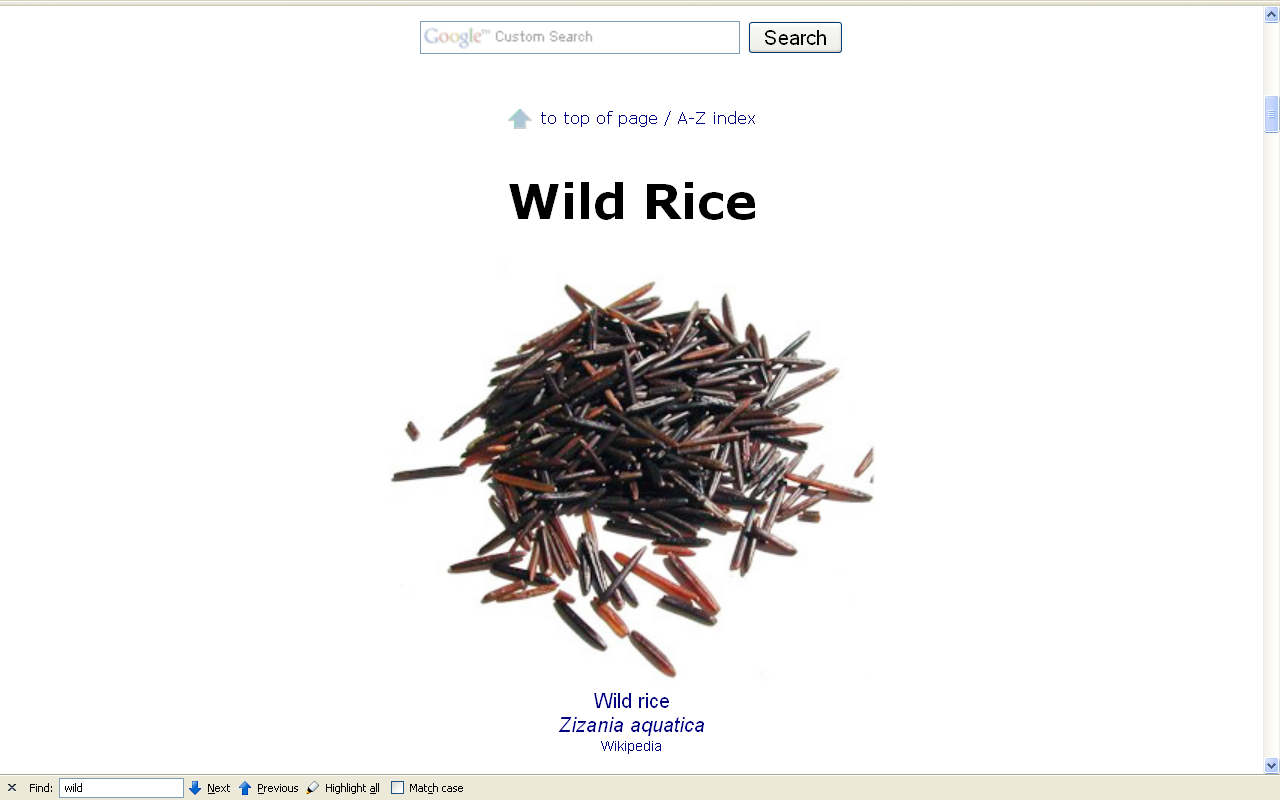 Google™ Custom Search
Search
to top of page / A-Z index
Wild Rice
Wild rice
Zizania aquatica
Wikipedia
Find: wild Next Previous Highlight all Match case